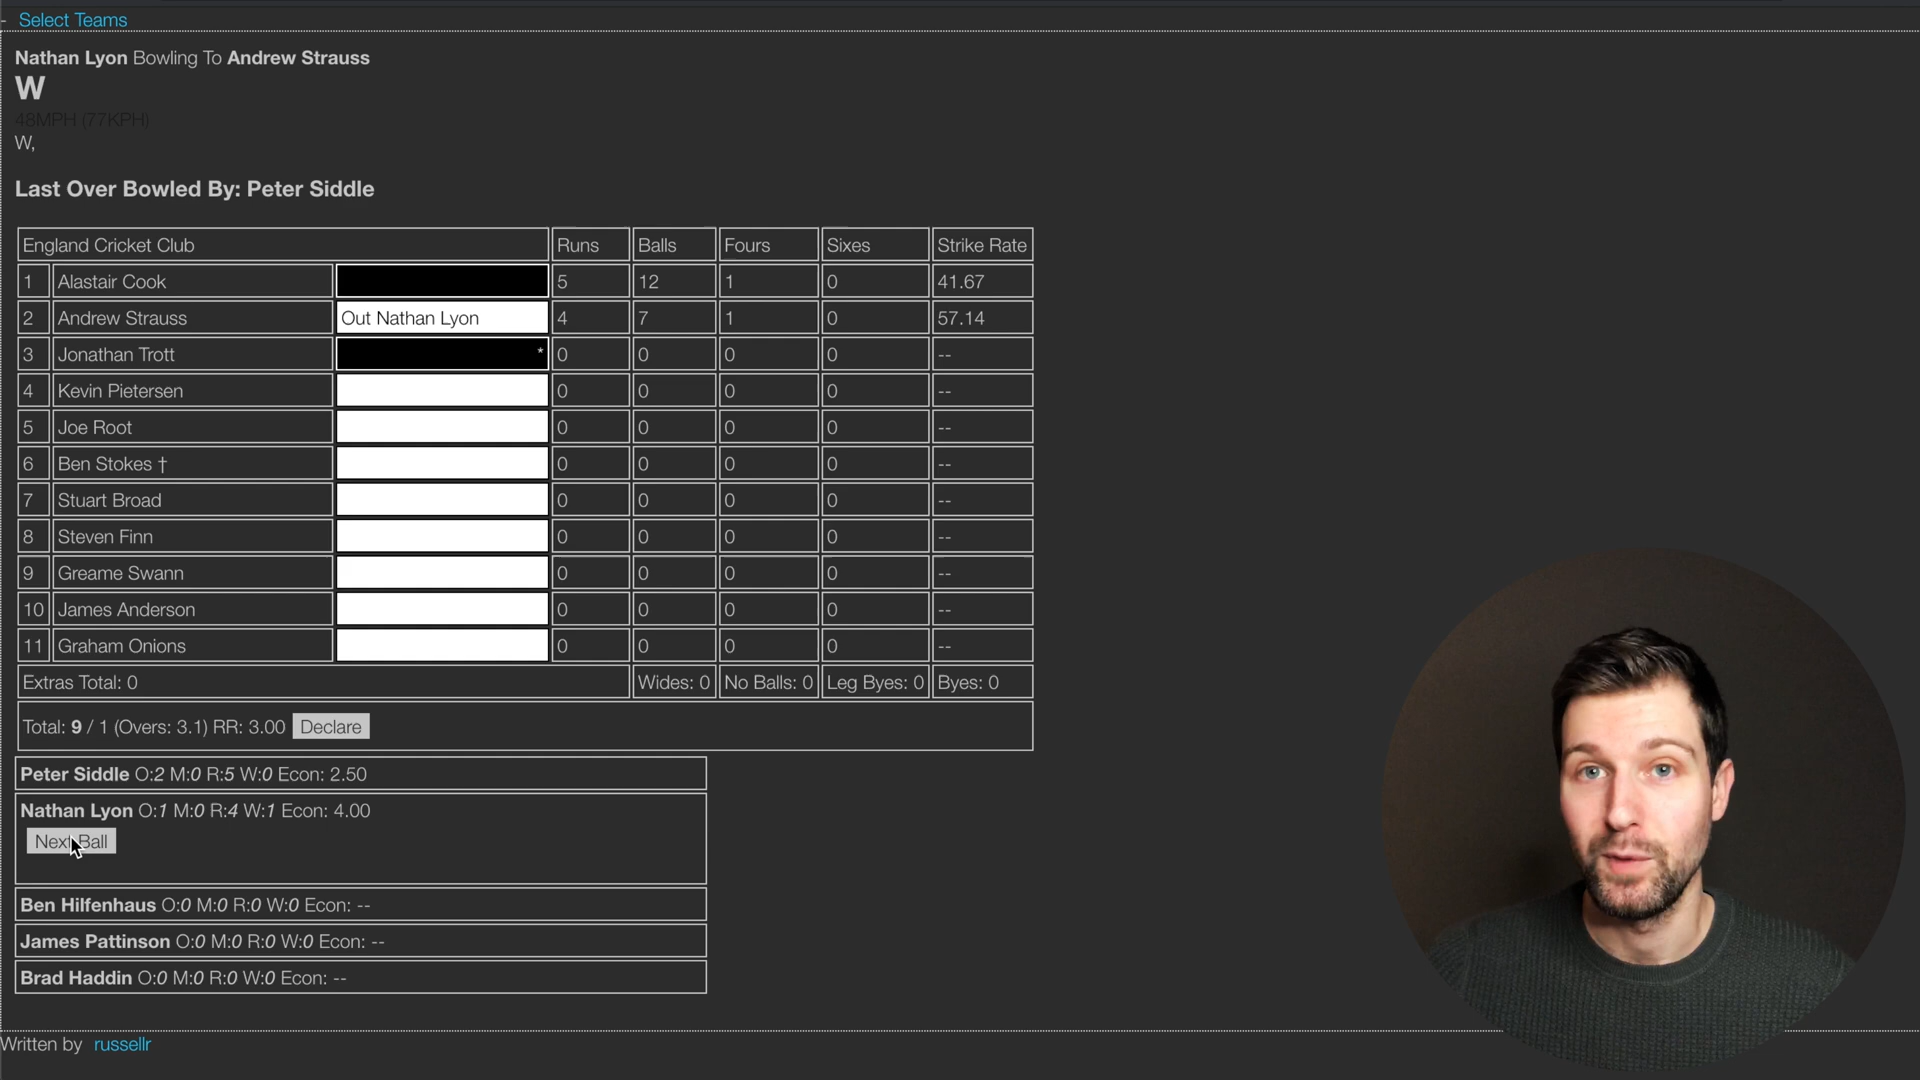 - Select Teams
Nathan Lyon Bowling To Andrew Strauss
W
48MPH (77KPH)
W,
Last Over Bowled By: Peter Siddle
England Cricket Club Runs Balls Fours Sixes Strike Rate
1 Alastair Cook 5 12 1 0 41.67
2 Andrew Strauss Out Nathan Lyon 4 7 1 0 57.14
3 Jonathan Trott * 0 0 0 0 --
4 Kevin Pietersen 0 0 0 0 --
5 Joe Root 0 0 0 0 --
6 Ben Stokes † 0 0 0 0 --
7 Stuart Broad 0 0 0 0 --
8 Steven Finn 0 0 0 0 --
9 Greame Swann 0 0 0 0 --
10 James Anderson 0 0 0 0 --
11 Graham Onions 0 0 0 0 --
Extras Total: 0 Wides: 0 No Balls: 0 Leg Byes: 0 Byes: 0
Total: 9 / 1 (Overs: 3.1) RR: 3.00 Declare
Peter Siddle O:2 M:0 R:5 W:0 Econ: 2.50
Nathan Lyon O:1 M:0 R:4 W:1 Econ: 4.00
Next Ball
Ben Hilfenhaus O:0 M:0 R:0 W:0 Econ: --
James Pattinson O:0 M:0 R:0 W:0 Econ: --
Brad Haddin O:0 M:0 R:0 W:0 Econ: --
Written by russellr